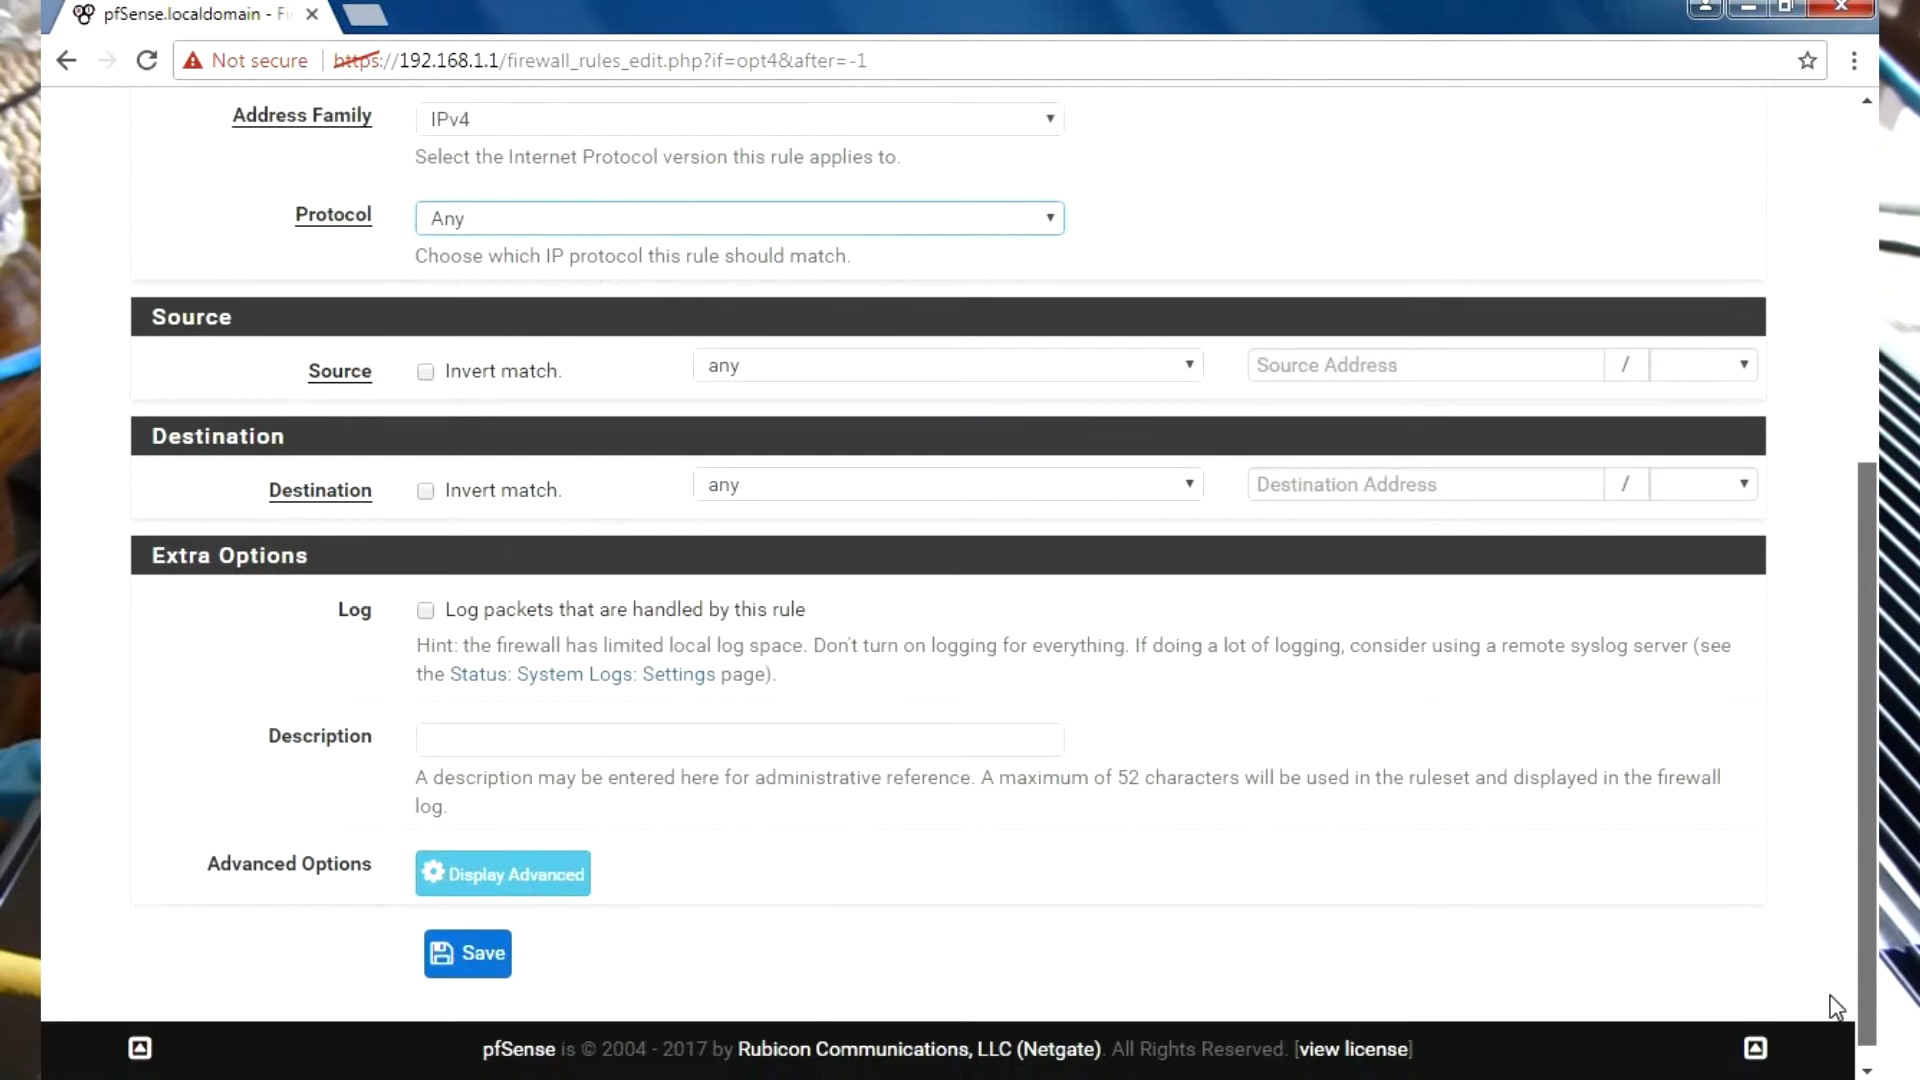 pfSense.localdomain - Fi
Not secure https://192.168.1.1/firewall_rules_edit.php?if=opt4&after=-1
Address Family IPv4
Select the Internet Protocol version this rule applies to.
Protocol Any
Choose which IP protocol this rule should match.
Source
Source Invert match. any Source Address /
Destination
Destination Invert match. any Destination Address /
Extra Options
Log Log packets that are handled by this rule
Hint: the firewall has limited local log space. Don't turn on logging for everything. If doing a lot of logging, consider using a remote syslog server (see
the Status: System Logs: Settings page).
Description
A description may be entered here for administrative reference. A maximum of 52 characters will be used in the ruleset and displayed in the firewall
log.
Advanced Options Display Advanced
Save
pfSense is © 2004 - 2017 by Rubicon Communications, LLC (Netgate). All Rights Reserved. [view license]